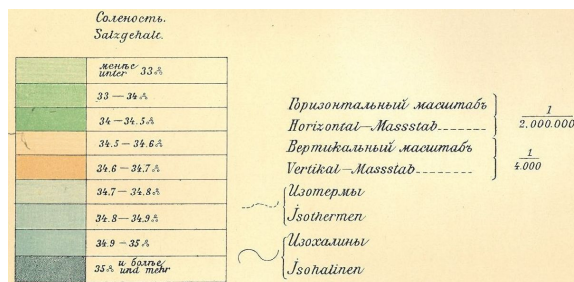 Соленость.
Salzgehalt.
менѣе
unter 33‰
33 — 34‰
34 — 34.5‰
34.5 — 34.6‰
34.6 — 34.7‰
34.7 — 34.8‰
34.8 — 34.9‰
34.9 — 35‰
35‰ и болѣе
und mehr
Горизонтальный масштабъ
Horizontal—Massstab
1
2.000.000
Вертикальный масштабъ
Vertikal—Massstab
1
4.000
Изотермы
Jsothermen
Изохалины
Jsohalinen